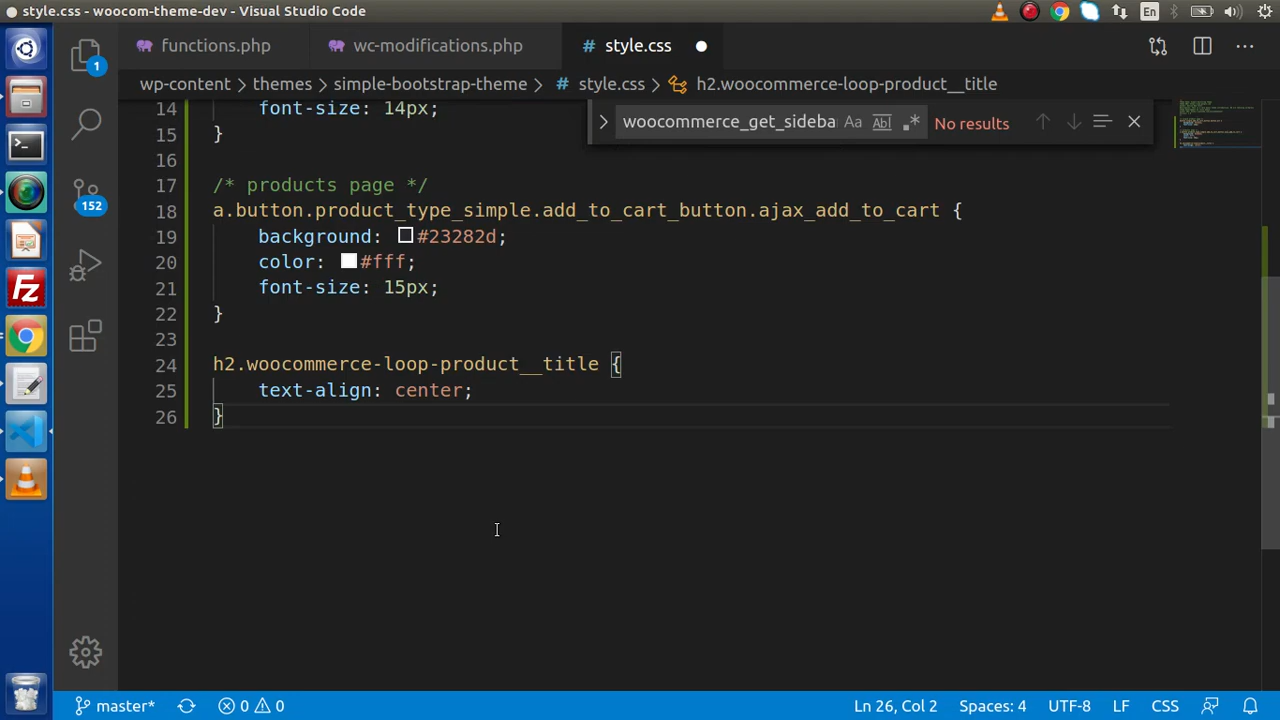 style.css - woocom-theme-dev - Visual Studio Code
En
functions.php
wc-modifications.php
# style.css
wp-content > themes > simple-bootstrap-theme > # style.css > h2.woocommerce-loop-product__title
woocommerce_get_sideba Aa Abl .* No results
1
152
14 font-size: 14px;
15 }
16
17 /* products page */
18 a.button.product_type_simple.add_to_cart_button.ajax_add_to_cart {
19 background: #23282d;
20 color: #fff;
21 font-size: 15px;
22 }
23
24 h2.woocommerce-loop-product__title {
25 text-align: center;
26 }
Fz
master* 0 0 Ln 26, Col 2 Spaces: 4 UTF-8 LF CSS